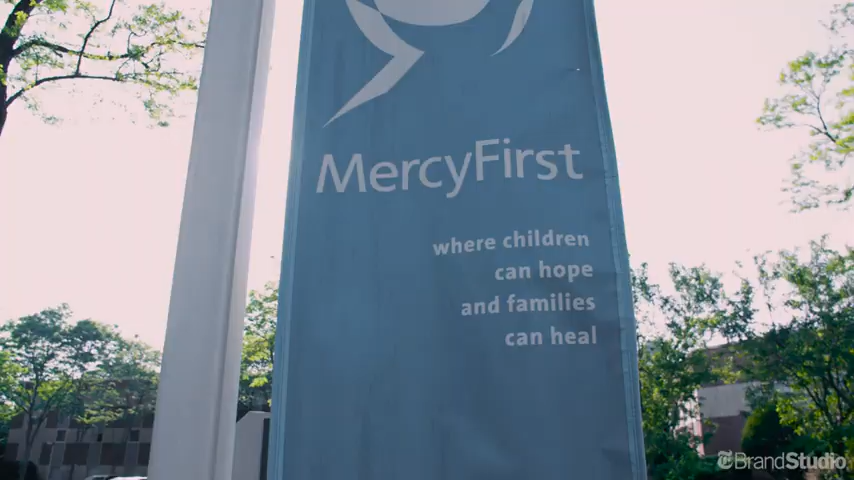 MercyFirst
where children
can hope
and families
can heal
T BrandStudio